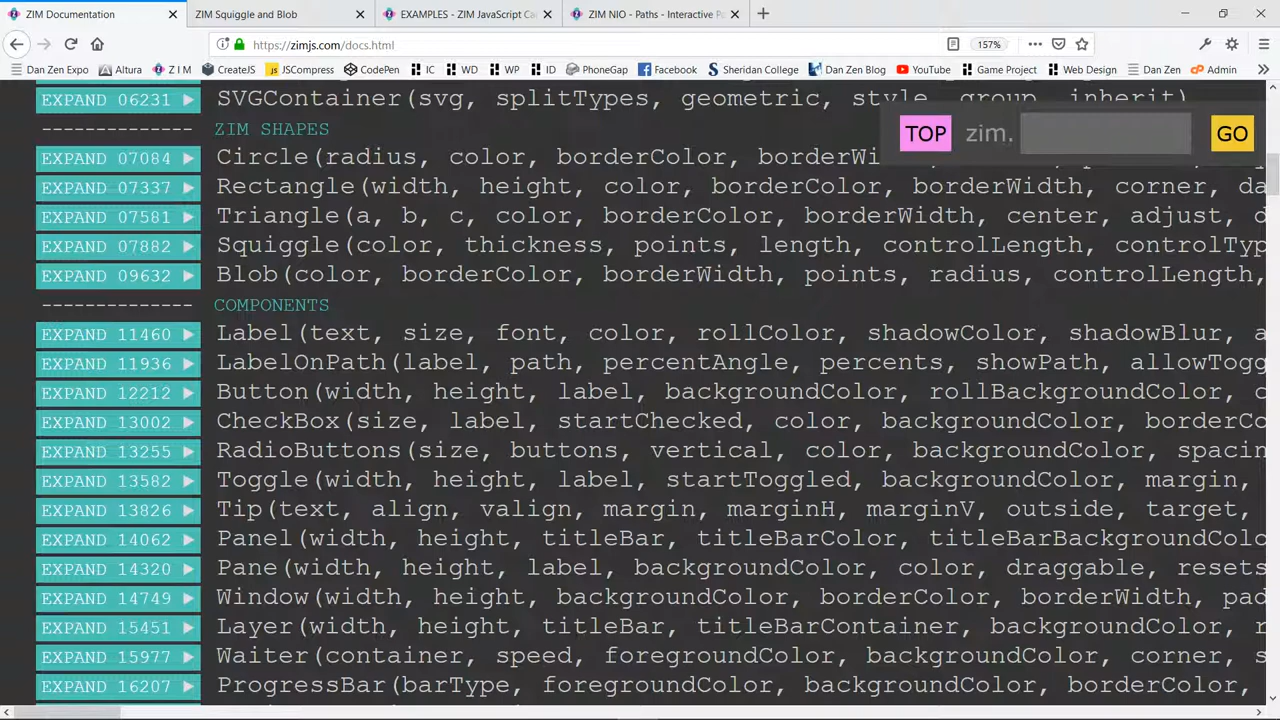 ZIM Documentation
ZIM Squiggle and Blob
EXAMPLES - ZIM JavaScript Ca
ZIM NIO - Paths - Interactive
https://zimjs.com/docs.html
157%
Dan Zen Expo
Altura
Z I M
CreateJS
JSCompress
CodePen
IC
WD
WP
ID
PhoneGap
Facebook
Sheridan College
Dan Zen Blog
YouTube
Game Project
Web Design
Dan Zen
Admin
EXPAND 06231 SVGContainer(svg, splitTypes, geometric, style, group, inherit)
TOP zim. GO
------------- ZIM SHAPES
EXPAND 07084 Circle(radius, color, borderColor, borderWi
EXPAND 07337 Rectangle(width, height, color, borderColor, borderWidth, corner, da
EXPAND 07581 Triangle(a, b, c, color, borderColor, borderWidth, center, adjust, d
EXPAND 07882 Squiggle(color, thickness, points, length, controlLength, controlTyp
EXPAND 09632 Blob(color, borderColor, borderWidth, points, radius, controlLength,
------------- COMPONENTS
EXPAND 11460 Label(text, size, font, color, rollColor, shadowColor, shadowBlur, a
EXPAND 11936 LabelOnPath(label, path, percentAngle, percents, showPath, allowTogg
EXPAND 12212 Button(width, height, label, backgroundColor, rollBackgroundColor, c
EXPAND 13002 CheckBox(size, label, startChecked, color, backgroundColor, borderCo
EXPAND 13255 RadioButtons(size, buttons, vertical, color, backgroundColor, spacin
EXPAND 13582 Toggle(width, height, label, startToggled, backgroundColor, margin,
EXPAND 13826 Tip(text, align, valign, margin, marginH, marginV, outside, target,
EXPAND 14062 Panel(width, height, titleBar, titleBarColor, titleBarBackgroundColo
EXPAND 14320 Pane(width, height, label, backgroundColor, color, draggable, resets
EXPAND 14749 Window(width, height, backgroundColor, borderColor, borderWidth, pad
EXPAND 15451 Layer(width, height, titleBar, titleBarContainer, backgroundColor, r
EXPAND 15977 Waiter(container, speed, foregroundColor, backgroundColor, corner, s
EXPAND 16207 ProgressBar(barType, foregroundColor, backgroundColor, borderColor,